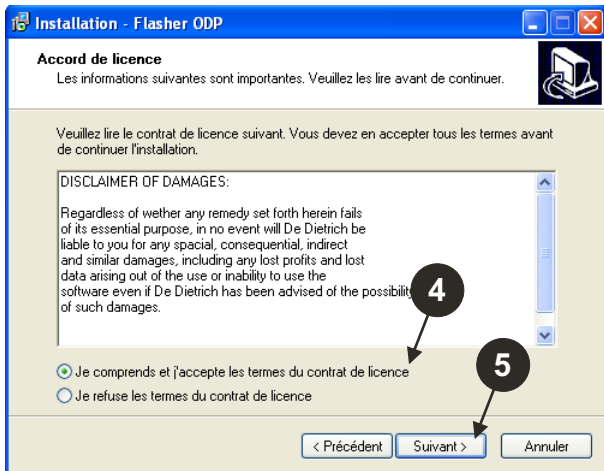 Installation - Flasher ODP
Accord de licence
Les informations suivantes sont importantes. Veuillez les lire avant de continuer.
Veuillez lire le contrat de licence suivant. Vous devez en accepter tous les termes avant
de continuer l'installation.
DISCLAIMER OF DAMAGES:
Regardless of wether any remedy set forth herein fails
of its essential purpose, in no event will De Dietrich be
liable to you for any spacial, consequential, indirect
and similar damages, including any lost profits and lost
data arising out of the use or inability to use the
software even if De Dietrich has been advised of the possibility
of such damages.
4
Je comprends et j'accepte les termes du contrat de licence
5
Je refuse les termes du contrat de licence
< Précédent Suivant > Annuler